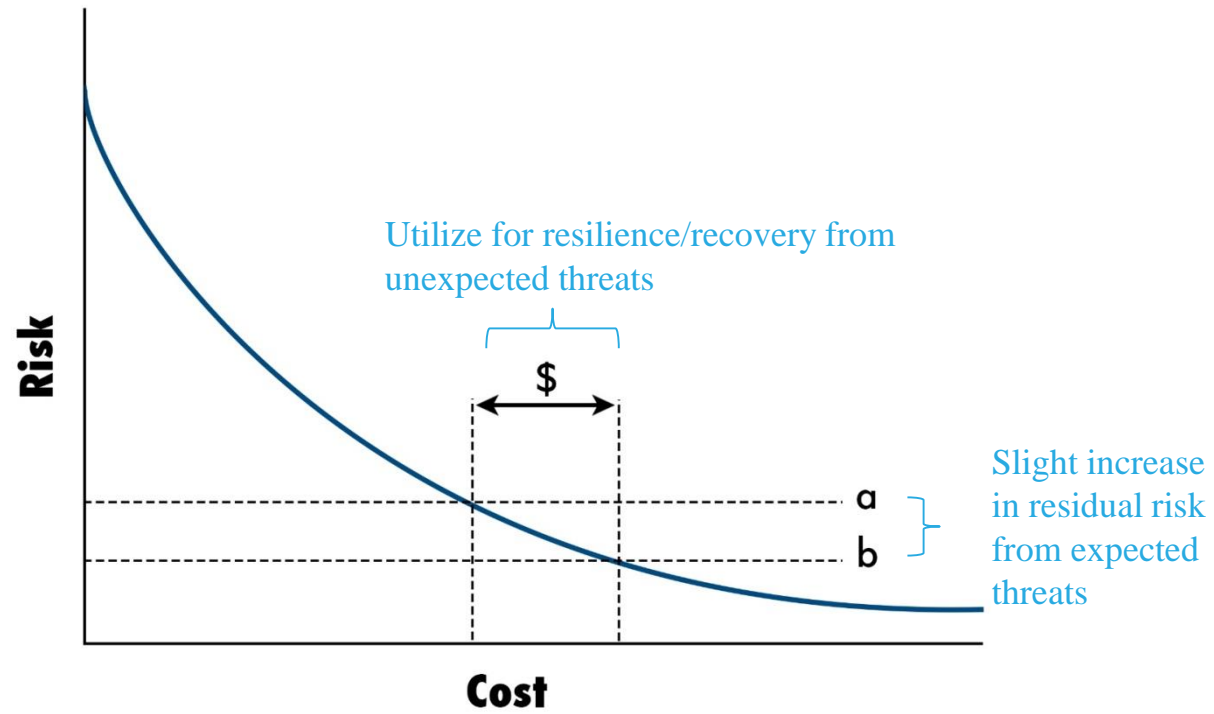 Utilize for resilience/recovery from
unexpected threats
$
Risk
a
b
Slight increase
in residual risk
from expected
threats
Cost